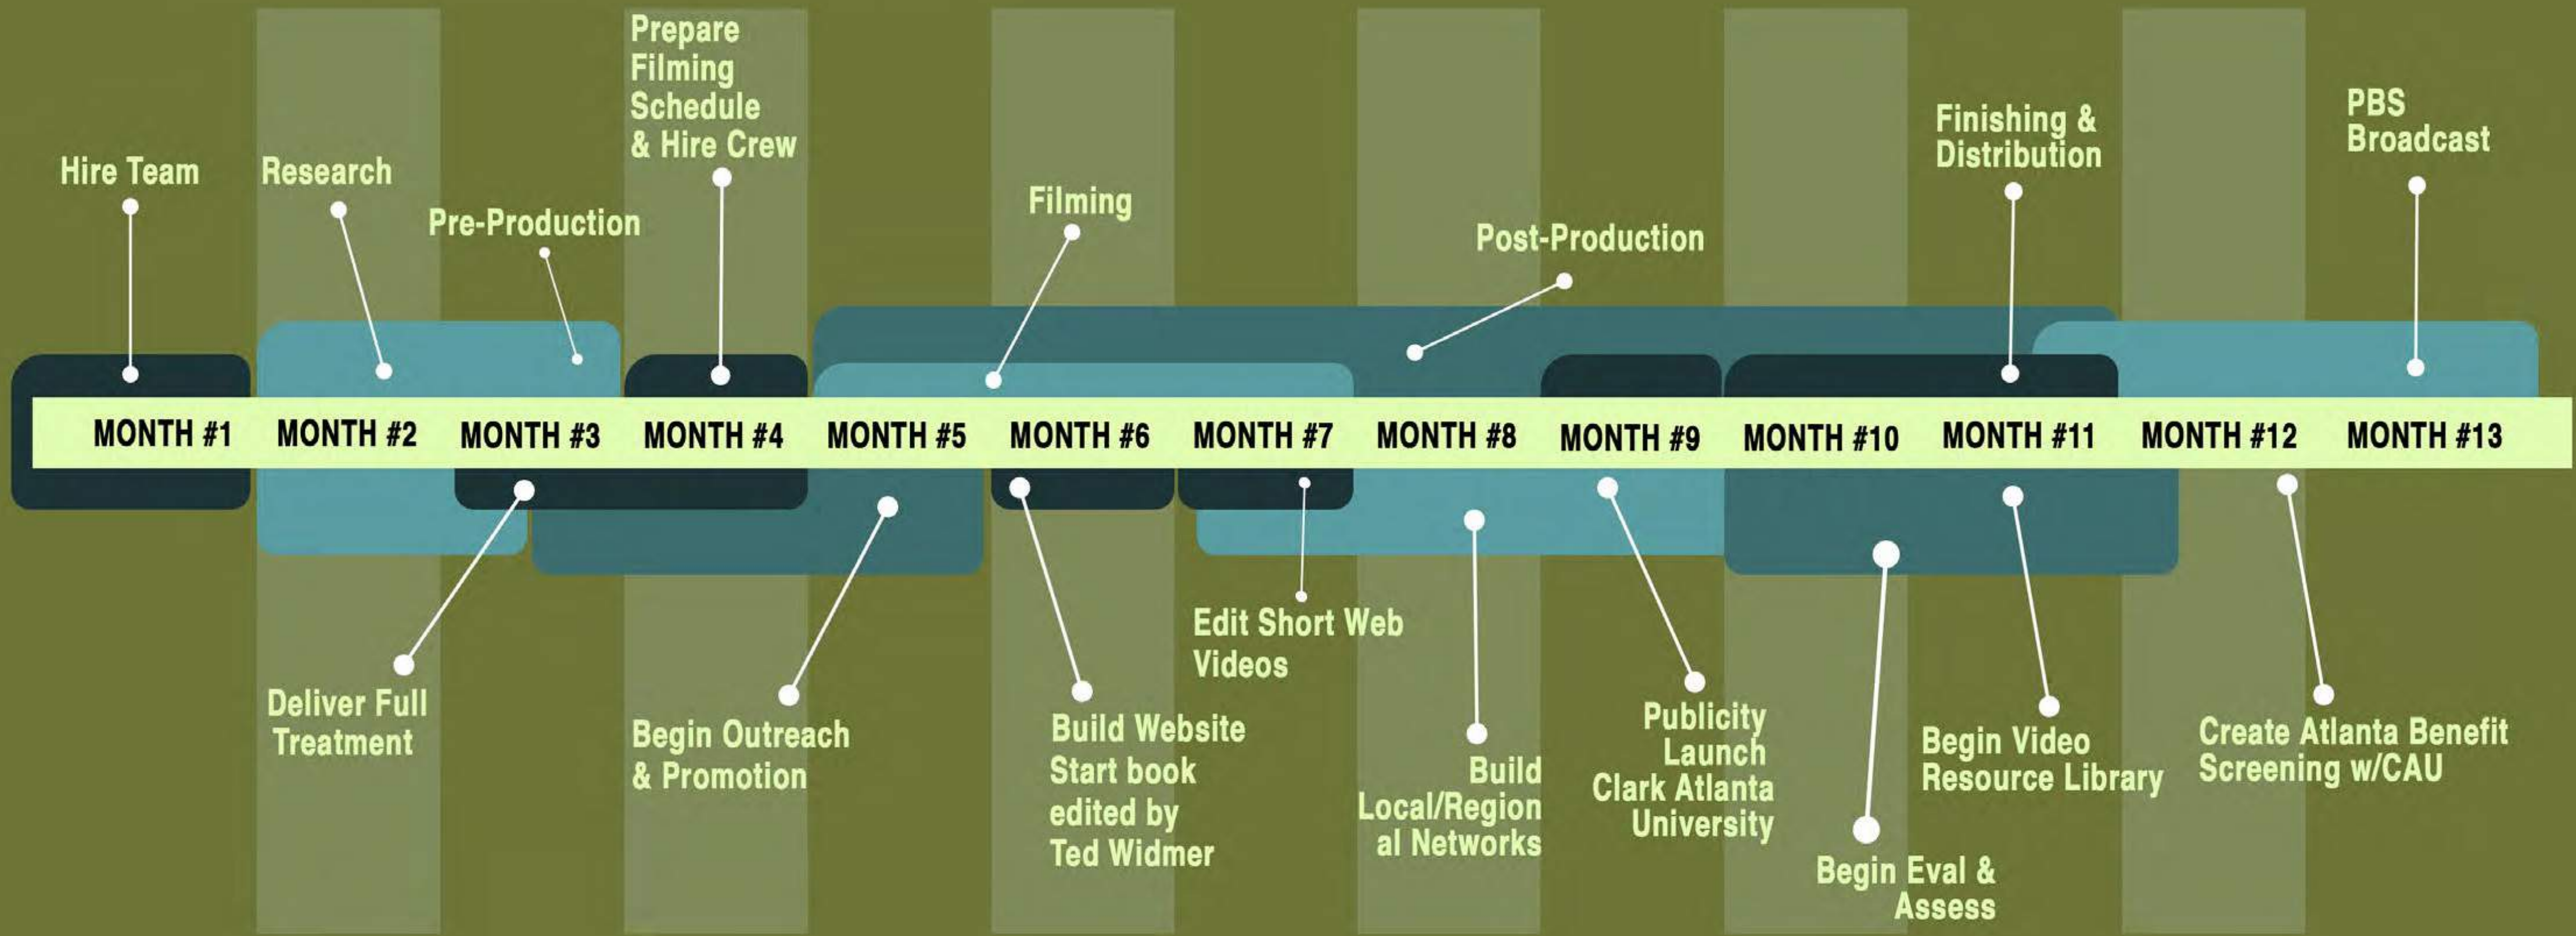 Hire Team
Research
Pre-Production
Prepare
Filming
Schedule
& Hire Crew
Filming
Post-Production
Finishing &
Distribution
PBS
Broadcast
MONTH #1
MONTH #2
MONTH #3
MONTH #4
MONTH #5
MONTH #6
MONTH #7
MONTH #8
MONTH #9
MONTH #10
MONTH #11
MONTH #12
MONTH #13
Deliver Full
Treatment
Begin Outreach
& Promotion
Build Website
Start book
edited by
Ted Widmer
Edit Short Web
Videos
Build
Local/Region
al Networks
Publicity
Launch
Clark Atlanta
University
Begin Eval &
Assess
Begin Video
Resource Library
Create Atlanta Benefit
Screening w/CAU